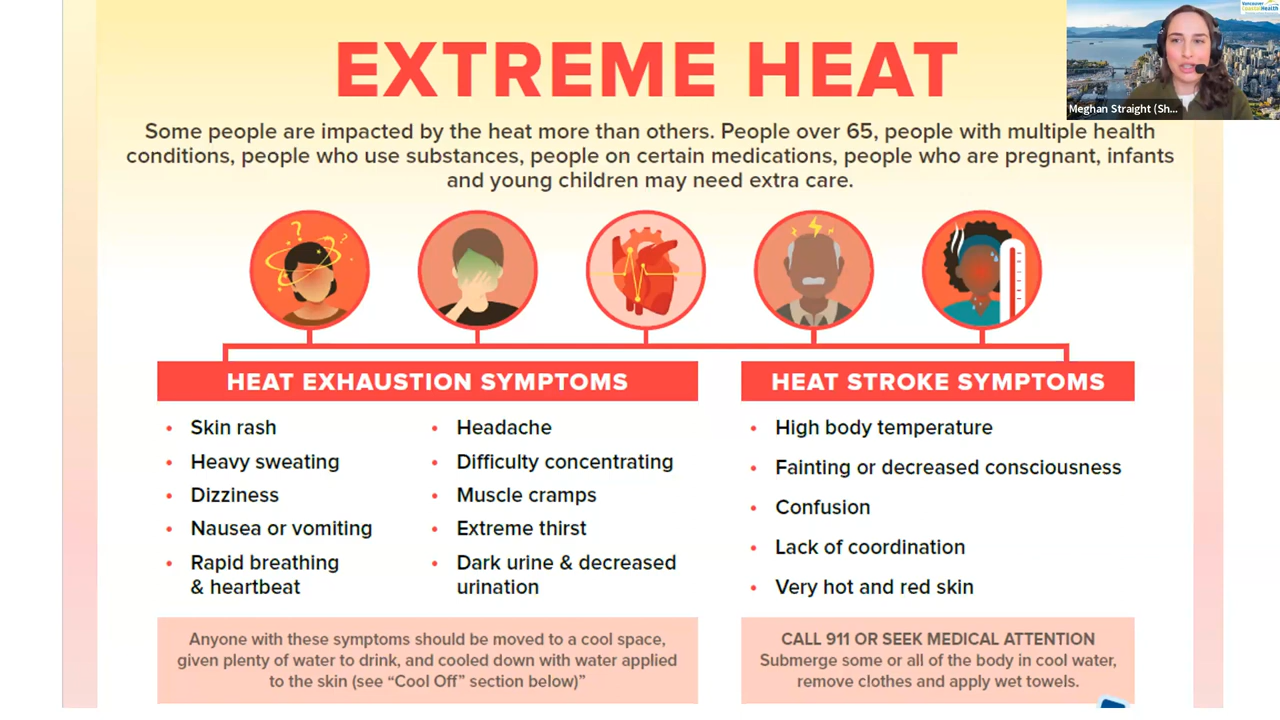 EXTREME HEAT
Vancouver
CoastalHealth
Meghan Straight (Sh...
Some people are impacted by the heat more than others. People over 65, people with multiple health
conditions, people who use substances, people on certain medications, people who are pregnant, infants
and young children may need extra care.
? ?
HEAT EXHAUSTION SYMPTOMS
• Skin rash
• Heavy sweating
• Dizziness
• Nausea or vomiting
• Rapid breathing
& heartbeat
• Headache
• Difficulty concentrating
• Muscle cramps
• Extreme thirst
• Dark urine & decreased
urination
Anyone with these symptoms should be moved to a cool space,
given plenty of water to drink, and cooled down with water applied
to the skin (see “Cool Off” section below)”
HEAT STROKE SYMPTOMS
• High body temperature
• Fainting or decreased consciousness
• Confusion
• Lack of coordination
• Very hot and red skin
CALL 911 OR SEEK MEDICAL ATTENTION
Submerge some or all of the body in cool water,
remove clothes and apply wet towels.